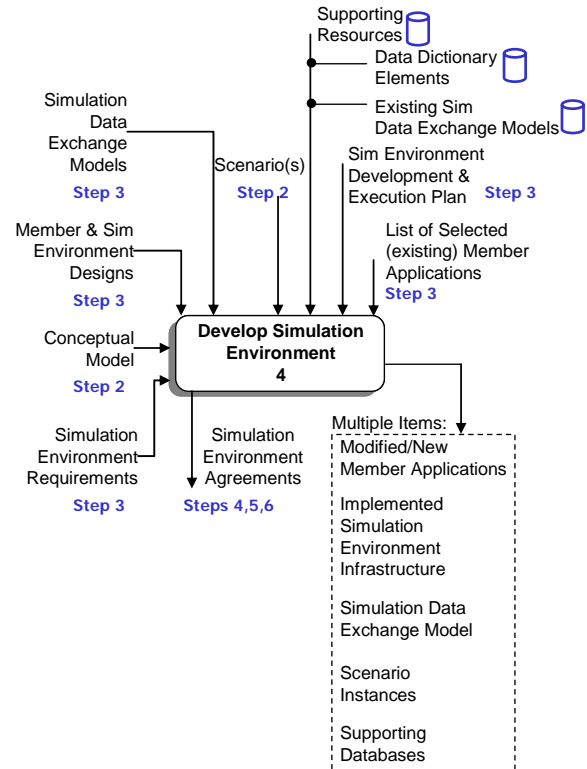 Supporting
Resources
Data Dictionary
Elements
Existing Sim
Data Exchange Models
Simulation
Data
Exchange
Models
Step 3
Scenario(s)
Step 2
Sim Environment
Development &
Execution Plan Step 3
Member & Sim
Environment
Designs
Step 3
List of Selected
(existing) Member
Applications
Step 3
Conceptual
Model
Step 2
Develop Simulation
Environment
4
Simulation
Environment
Requirements
Step 3
Simulation
Environment
Agreements
Steps 4,5,6
Multiple Items:
Modified/New
Member Applications
Implemented
Simulation
Environment
Infrastructure
Simulation Data
Exchange Model
Scenario
Instances
Supporting
Databases